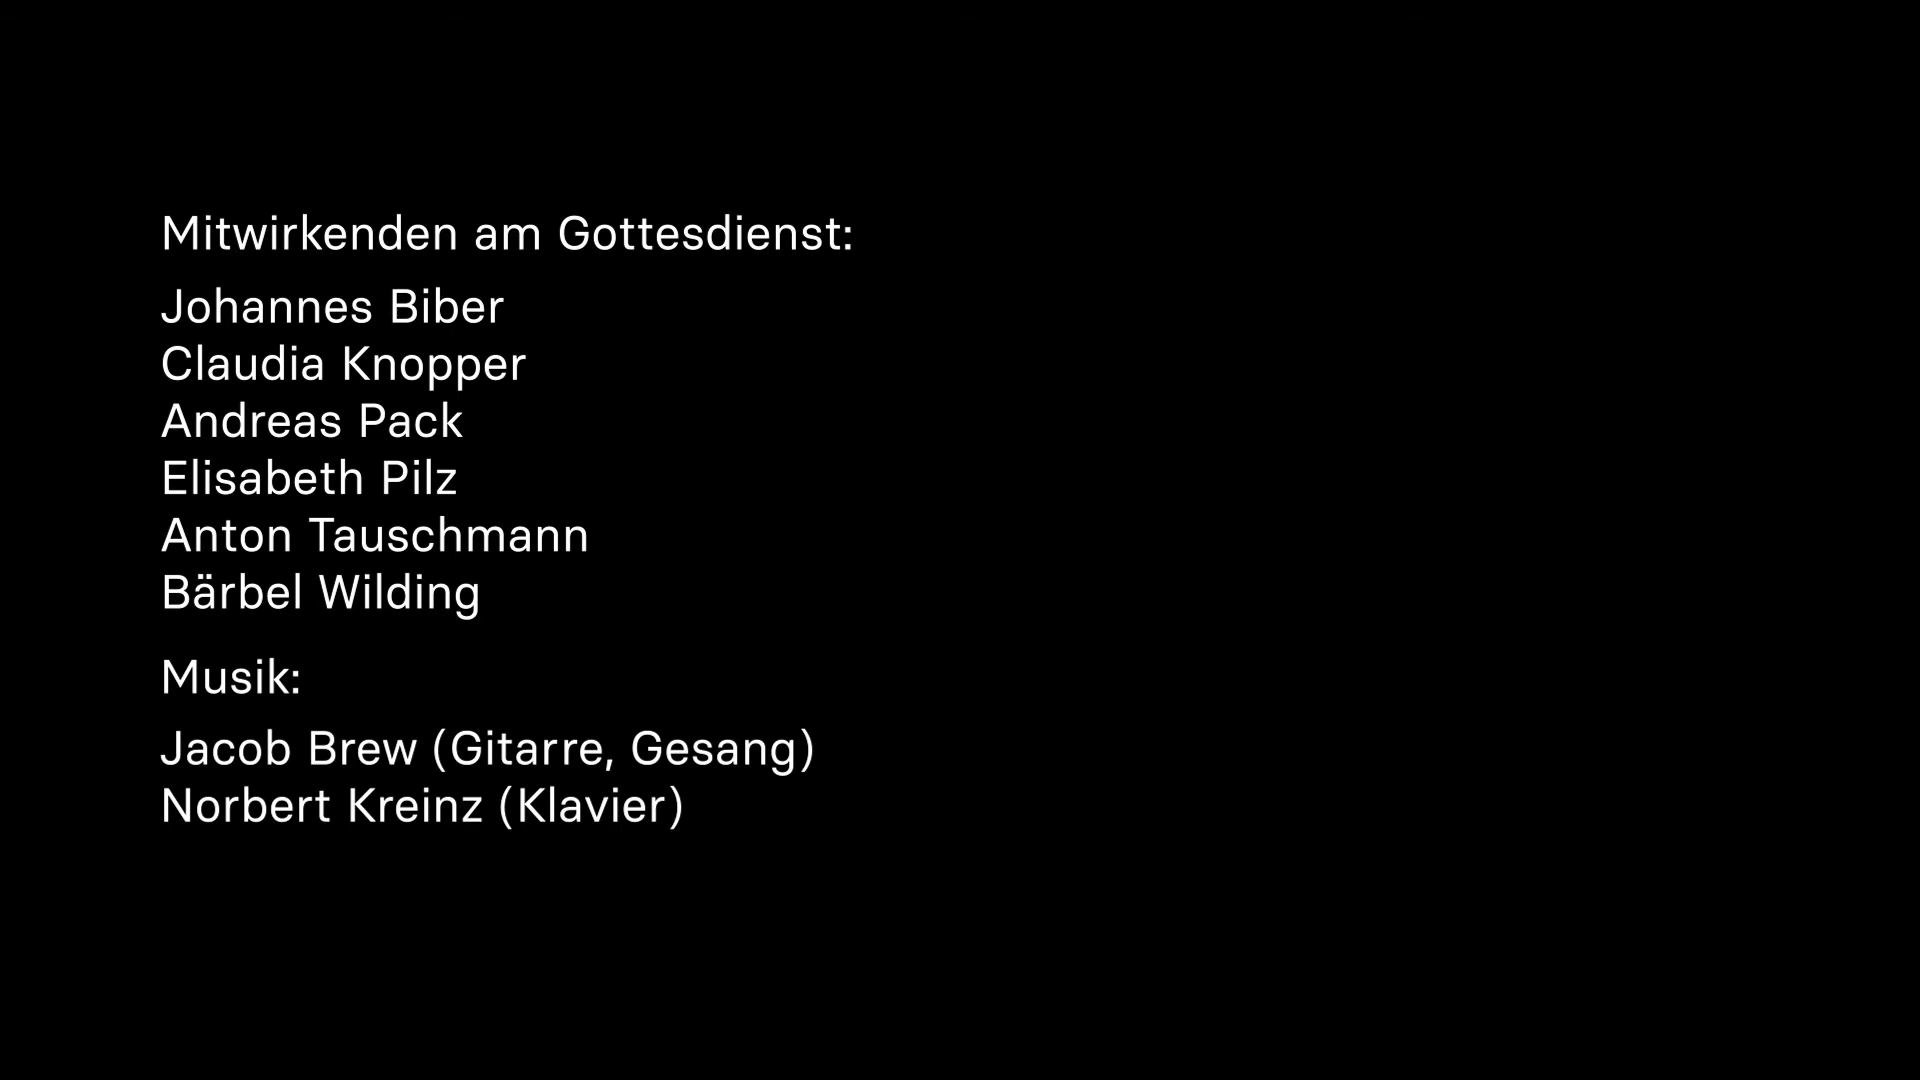 Mitwirkenden am Gottesdienst:
Johannes Biber
Claudia Knopper
Andreas Pack
Elisabeth Pilz
Anton Tauschmann
Bärbel Wilding
Musik:
Jacob Brew (Gitarre, Gesang)
Norbert Kreinz (Klavier)